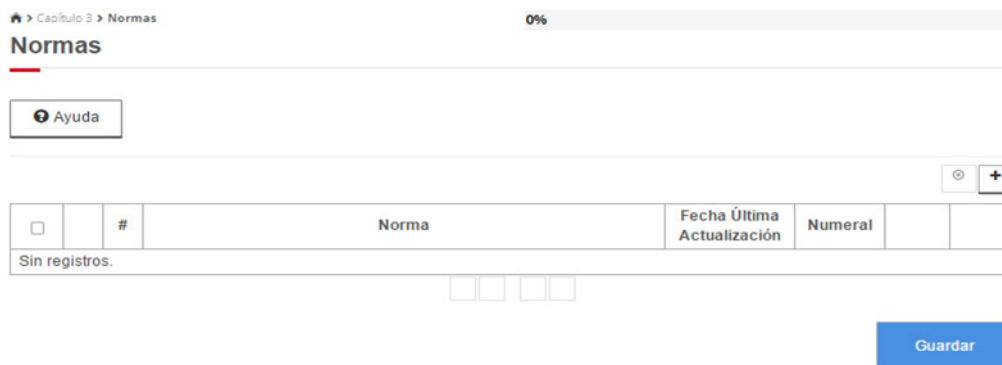 > Capítulo 3 > Normas
0%
Normas
Ayuda
+
# Norma Fecha Última Actualización Numeral
Sin registros.
Guardar